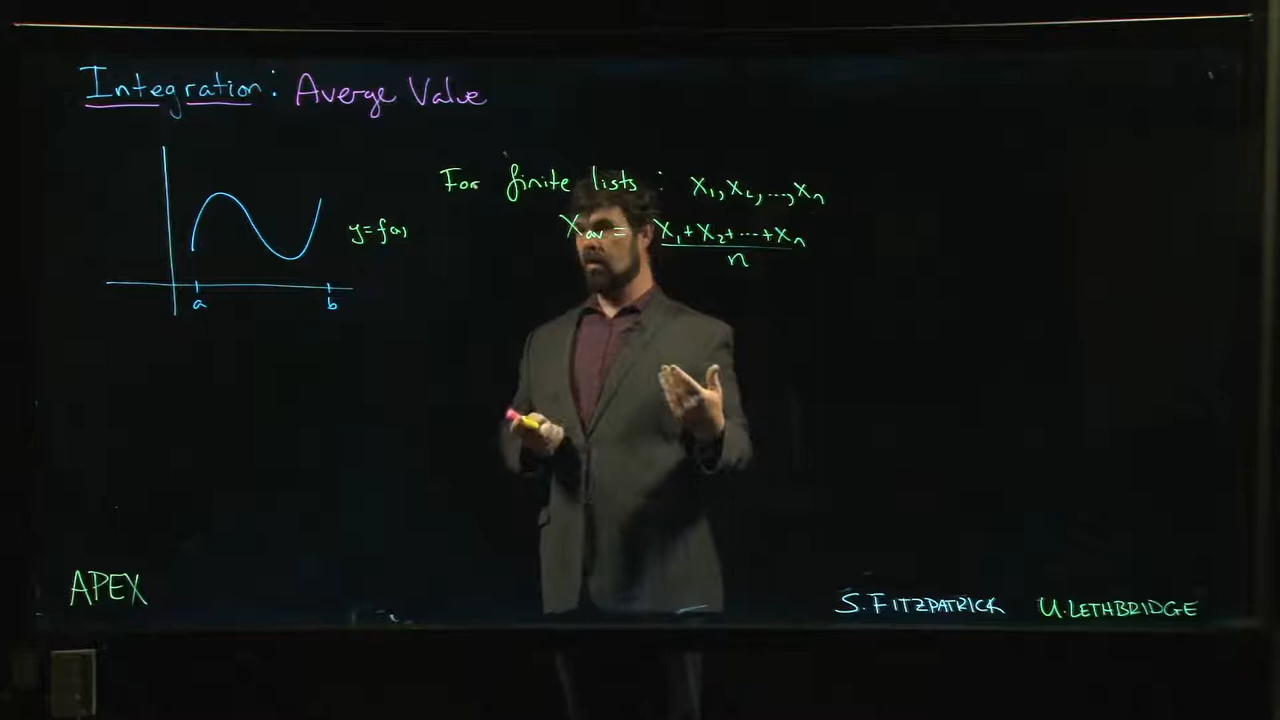 Integration: Averge Value
For finite lists : x₁, x₂, ..., xₙ
xav = x₁ + x₂ + ... + xₙ
n
y=f(x)
a b
APEX
S. FITZPATRICK U. LETHBRIDGE